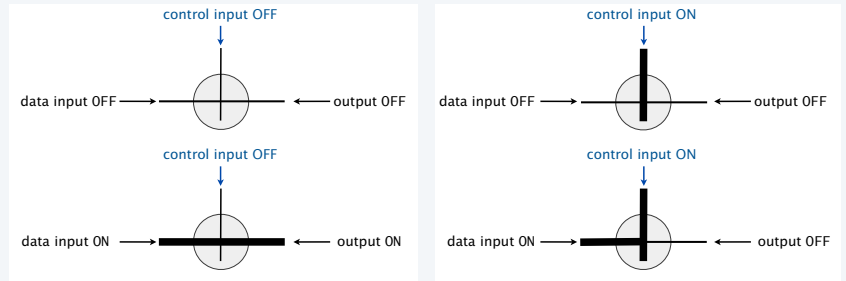 control input OFF
data input OFF
output OFF
control input OFF
data input ON
output ON
control input ON
data input OFF
output OFF
control input ON
data input ON
output OFF